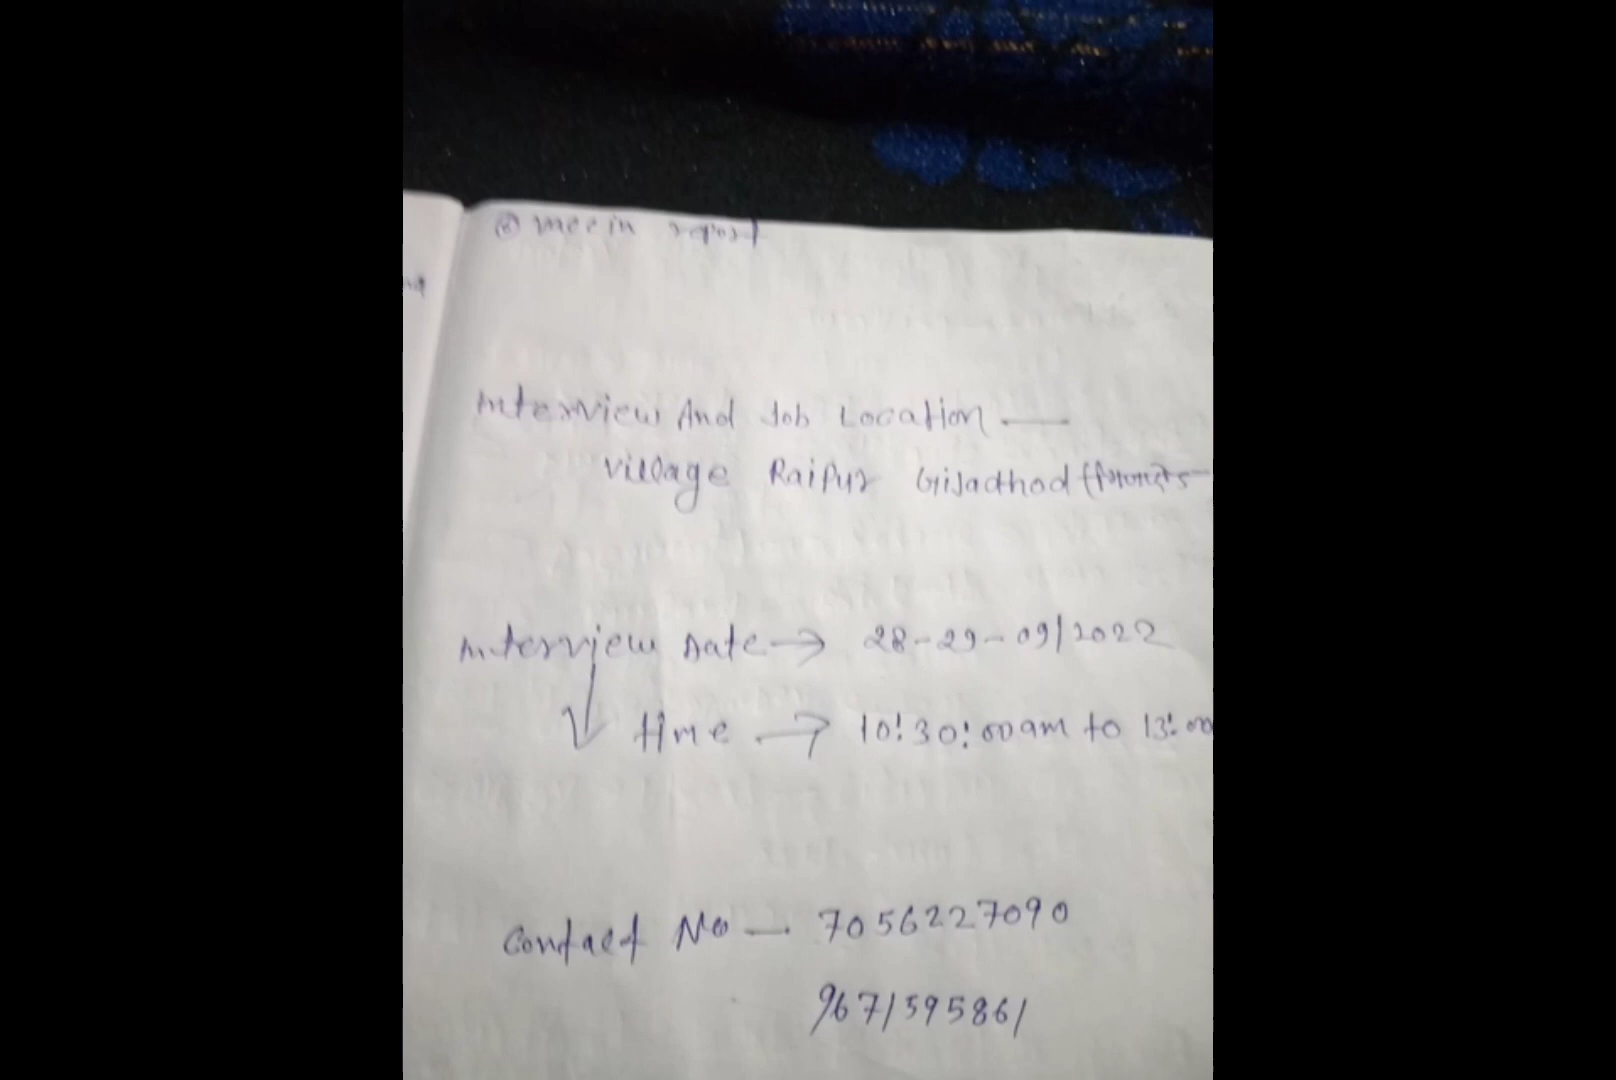 report
Interview And Job Location —
Village Raipur
Interview Date → 28-29-09/2022
time → 10:30:00am to 13:00
Contact No — 7056227090
9671595861